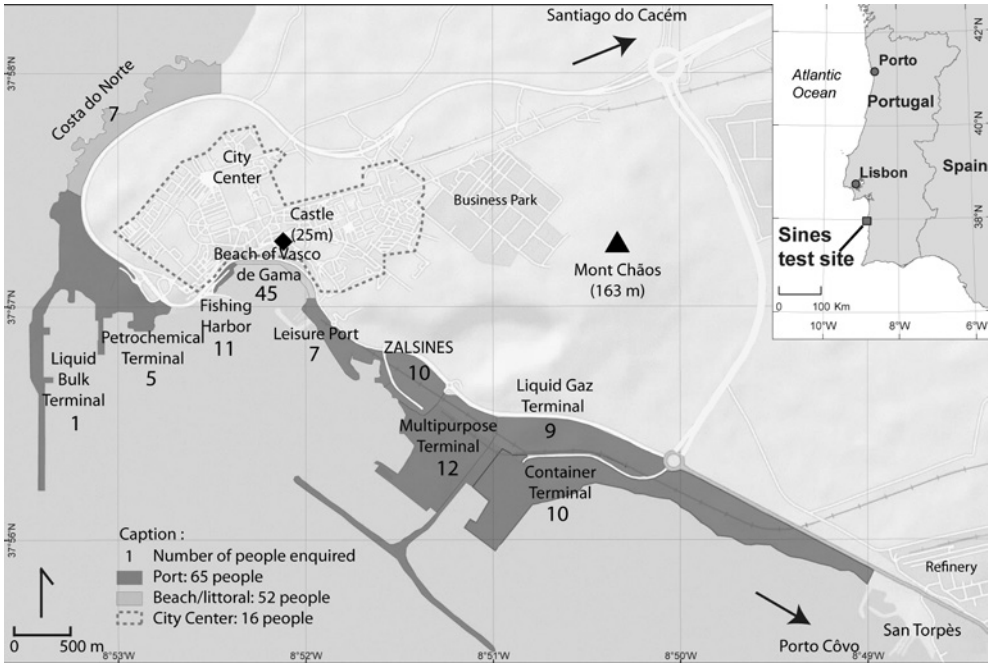 Santiago do Cacém
37°58'N
Costa do Norte
7
City
Center
Castle
(25m)
Business Park
Mont Chãos
(163 m)
Beach of Vasco
de Gama
45
37°57'N
Fishing
Harbor
11
Leisure Port
7
Petrochemical
Terminal
5
Liquid
Bulk
Terminal
1
ZALSINES
10
Liquid Gaz
Terminal
9
Multipurpose
Terminal
12
Container
Terminal
10
37°56'N
Caption :
1 Number of people enquired
Port: 65 people
Beach/littoral: 52 people
City Center: 16 people
0 500 m
Refinery
San Torpès
Porto Côvo
8°53'W 8°52'W 8°51'W 8°50'W 8°49'W
42°N
Porto
Atlantic
Ocean
Portugal
40°N
Spain
Lisbon
38°N
Sines
test site
0 100 Km
10°W 8°W 6°W